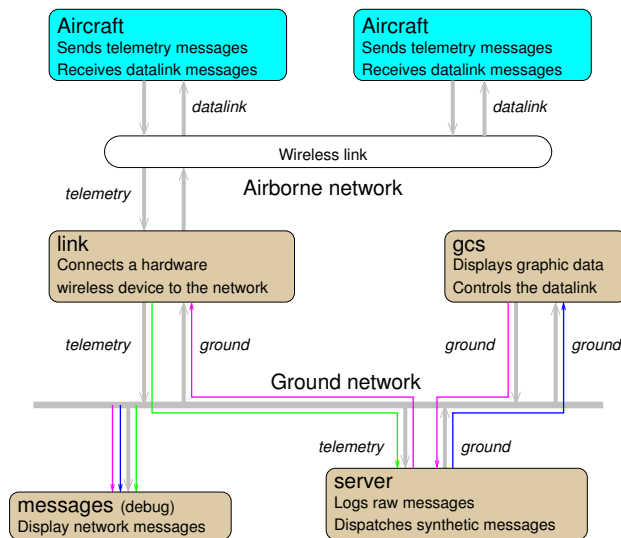 Aircraft
Sends telemetry messages
Receives datalink messages
Aircraft
Sends telemetry messages
Receives datalink messages
datalink
datalink
Wireless link
telemetry
Airborne network
link
Connects a hardware
wireless device to the network
gcs
Displays graphic data
Controls the datalink
telemetry
ground
ground
ground
Ground network
telemetry
ground
messages (debug)
Display network messages
server
Logs raw messages
Dispatches synthetic messages